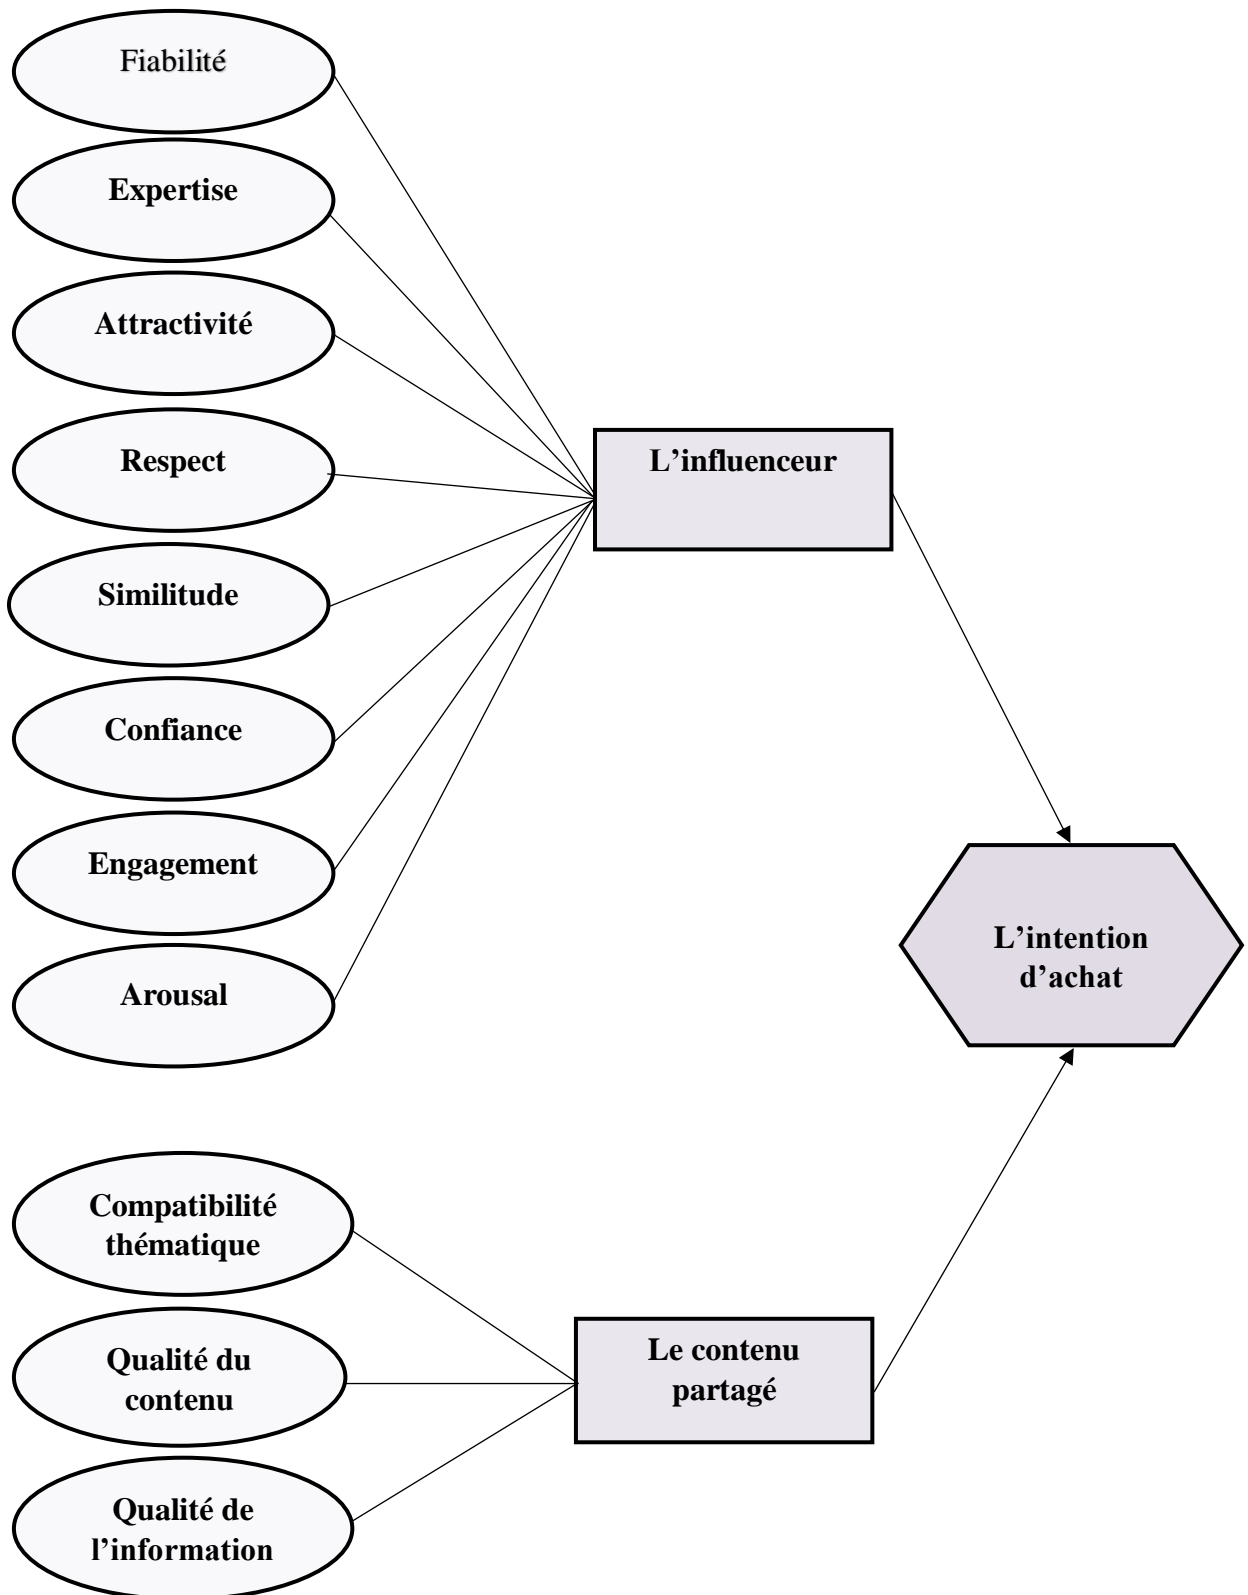 Fiabilité
Expertise
Attractivité
Respect
L’influenceur
Similitude
Confiance
Engagement
L’intention
d’achat
Arousal
Compatibilité
thématique
Qualité du
contenu
Le contenu
partagé
Qualité de
l’information